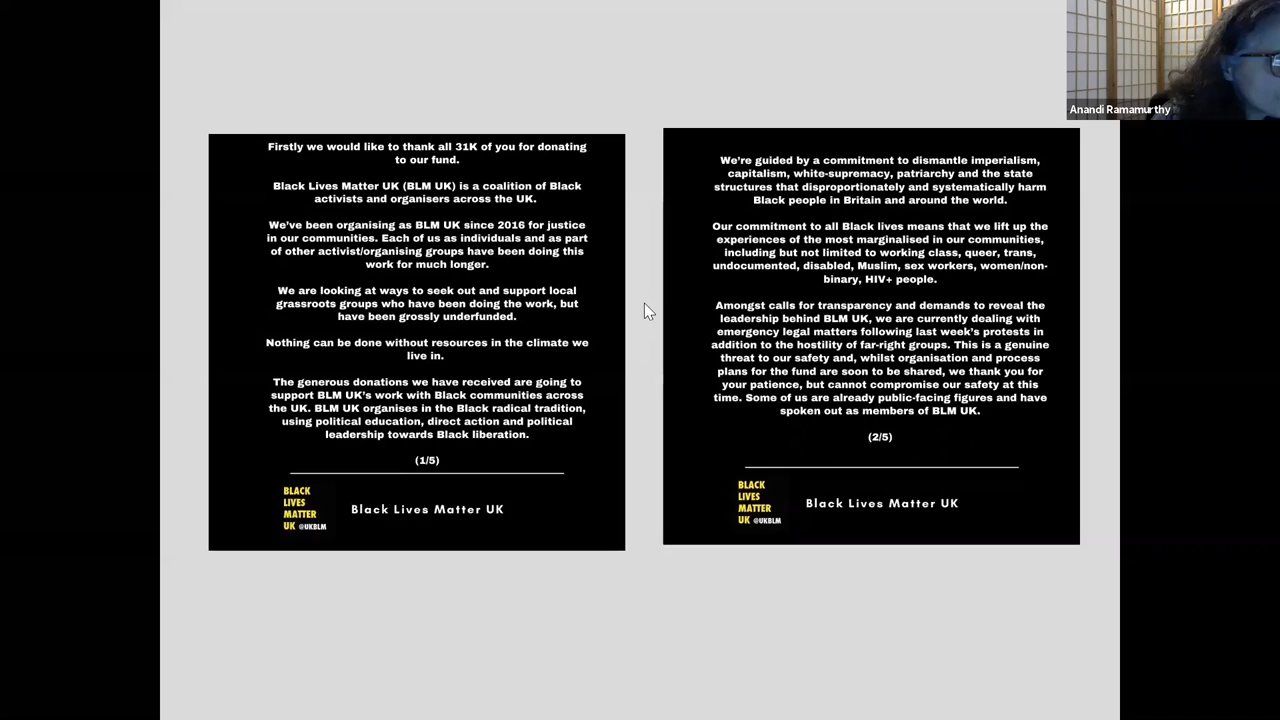 Anandi Ramamurthy
Firstly we would like to thank all 31K of you for donating
to our fund.
Black Lives Matter UK (BLM UK) is a coalition of Black
activists and organisers across the UK.
We've been organising as BLM UK since 2016 for justice
in our communities. Each of us as individuals and as part
of other activist/organising groups have been doing this
work for much longer.
We are looking at ways to seek out and support local
grassroots groups who have been doing the work, but
have been grossly underfunded.
Nothing can be done without resources in the climate we
live in.
The generous donations we have received are going to
support BLM UK's work with Black communities across
the UK. BLM UK organises in the Black radical tradition,
using political education, direct action and political
leadership towards Black liberation.
(1/5)
BLACK
LIVES
MATTER
UK @UKBLM
Black Lives Matter UK
We're guided by a commitment to dismantle imperialism,
capitalism, white-supremacy, patriarchy and the state
structures that disproportionately and systematically harm
Black people in Britain and around the world.
Our commitment to all Black lives means that we lift up the
experiences of the most marginalised in our communities,
including but not limited to working class, queer, trans,
undocumented, disabled, Muslim, sex workers, women/non-
binary, HIV+ people.
Amongst calls for transparency and demands to reveal the
leadership behind BLM UK, we are currently dealing with
emergency legal matters following last week's protests in
addition to the hostility of far-right groups. This is a genuine
threat to our safety and, whilst organisation and process
plans for the fund are soon to be shared, we thank you for
your patience, but cannot compromise our safety at this
time. Some of us are already public-facing figures and have
spoken out as members of BLM UK.
(2/5)
BLACK
LIVES
MATTER
UK @UKBLM
Black Lives Matter UK